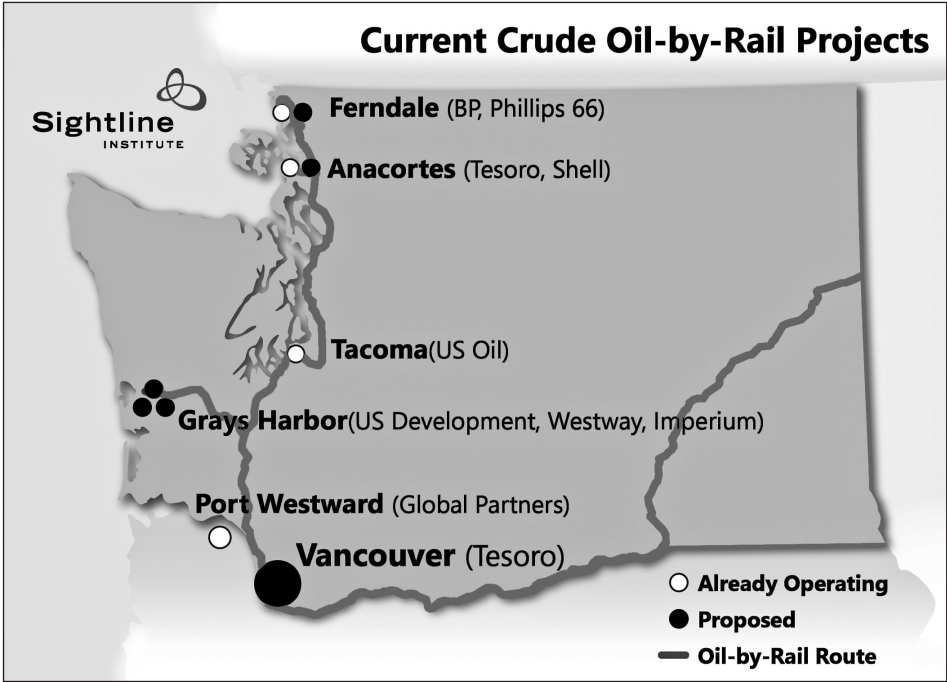 Current Crude Oil-by-Rail Projects
Sightline
INSTITUTE
Ferndale (BP, Phillips 66)
Anacortes (Tesoro, Shell)
Tacoma(US Oil)
Grays Harbor(US Development, Westway, Imperium)
Port Westward (Global Partners)
Vancouver (Tesoro)
Already Operating
Proposed
Oil-by-Rail Route